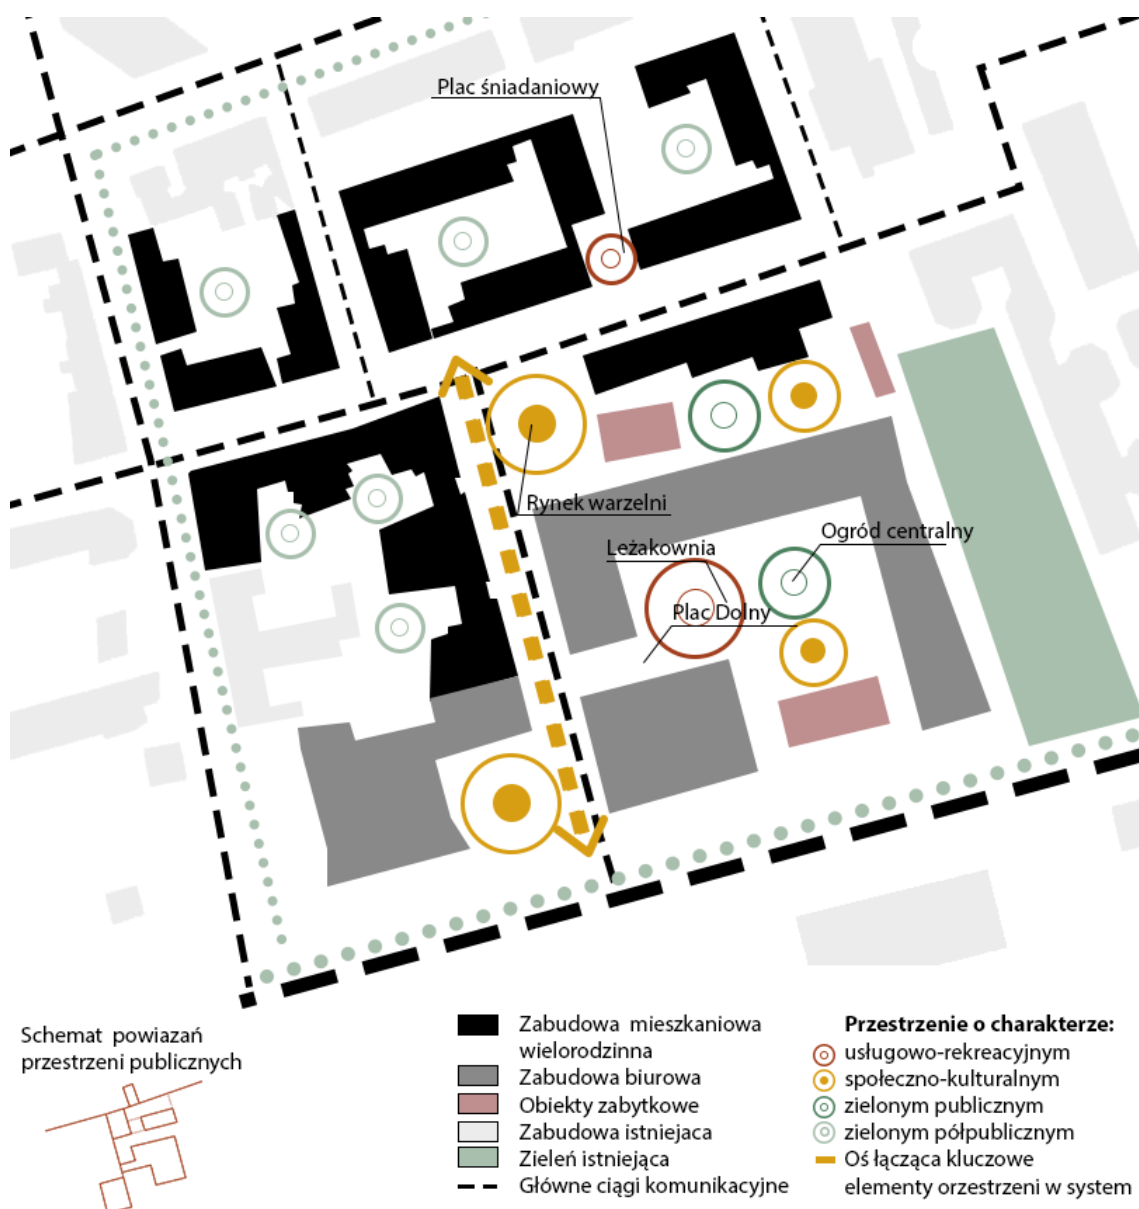 Plac śniadaniowy
Rynek warzelni
Ogród centralny
Leżakownia
Plac Dolny
Schemat powiazań
przestrzeni publicznych
Zabudowa mieszkaniowa
wielorodzinna
Zabudowa biurowa
Obiekty zabytkowe
Zabudowa istniejaca
Zieleń istniejąca
Główne ciągi komunikacyjne
Przestrzenie o charakterze:
usługowo-rekreacyjnym
społeczno-kulturalnym
zielonym publicznym
zielonym półpublicznym
Oś łącząca kluczowe
elementy orzestrzeni w system